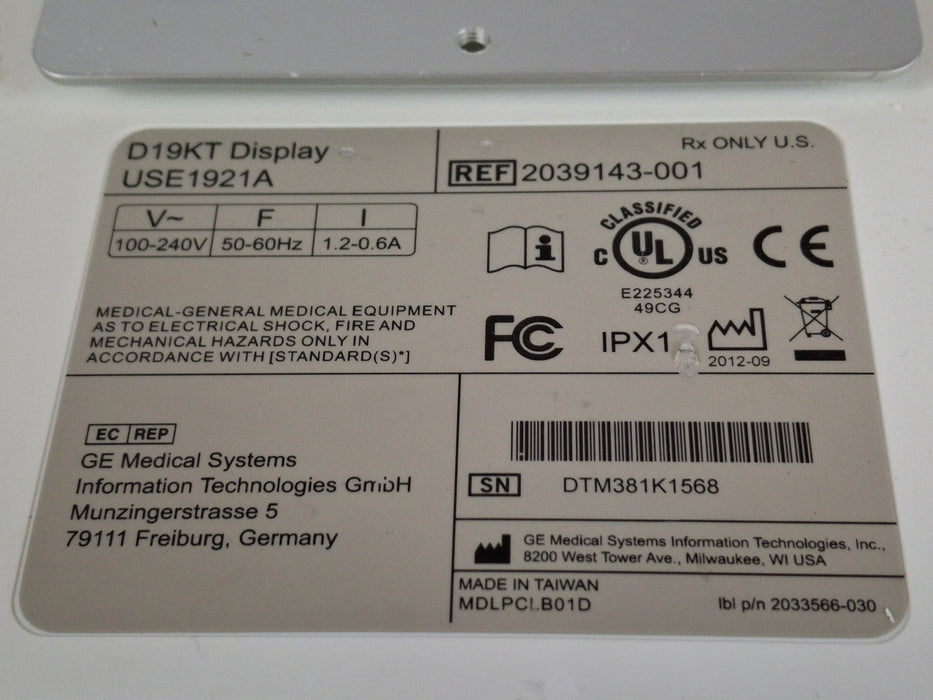 D19KT Display
USE1921A
Rx ONLY U.S.
REF 2039143-001
V~ F I
100-240V 50-60Hz 1.2-0.6A
CLASSIFIED
C UL ® US
CE
E225344
49CG
MEDICAL-GENERAL MEDICAL EQUIPMENT
AS TO ELECTRICAL SHOCK, FIRE AND
MECHANICAL HAZARDS ONLY IN
ACCORDANCE WITH [STANDARD(S)*]
FC
IPX1
2012-09
EC REP
GE Medical Systems
Information Technologies GmbH
Munzingerstrasse 5
79111 Freiburg, Germany
SN DTM381K1568
GE Medical Systems Information Technologies, Inc.,
8200 West Tower Ave., Milwaukee, WI USA
MADE IN TAIWAN
MDLPCLB01D
lbl p/n 2033566-030